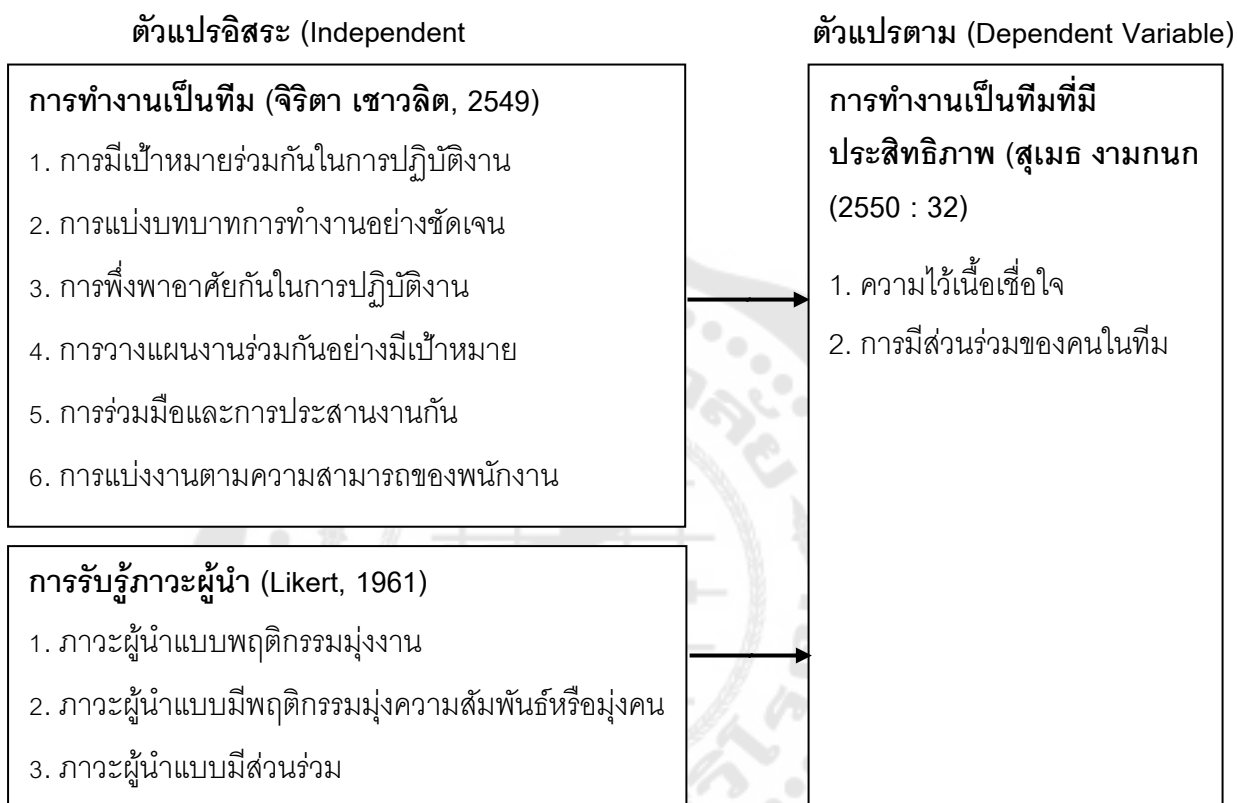 ตัวแปรอิสระ (Independent
ตัวแปรตาม (Dependent Variable)
การทำงานเป็นทีม (จิริตา เชาวลิต, 2549)
1. การมีเป้าหมายร่วมกันในการปฏิบัติงาน
2. การแบ่งบทบาทการทำงานอย่างชัดเจน
3. การพึ่งพาอาศัยกันในการปฏิบัติงาน
4. การวางแผนงานร่วมกันอย่างมีเป้าหมาย
5. การร่วมมือและการประสานงานกัน
6. การแบ่งงานตามความสามารถของพนักงาน
การรับรู้ภาวะผู้นำ (Likert, 1961)
1. ภาวะผู้นำแบบพฤติกรรมมุ่งงาน
2. ภาวะผู้นำแบบมีพฤติกรรมมุ่งความสัมพันธ์หรือมุ่งคน
3. ภาวะผู้นำแบบมีส่วนร่วม
การทำงานเป็นทีมที่มี
ประสิทธิภาพ (สุเมธ งามกนก
(2550 : 32)
1. ความไว้เนื้อเชื่อใจ
2. การมีส่วนร่วมของคนในทีม